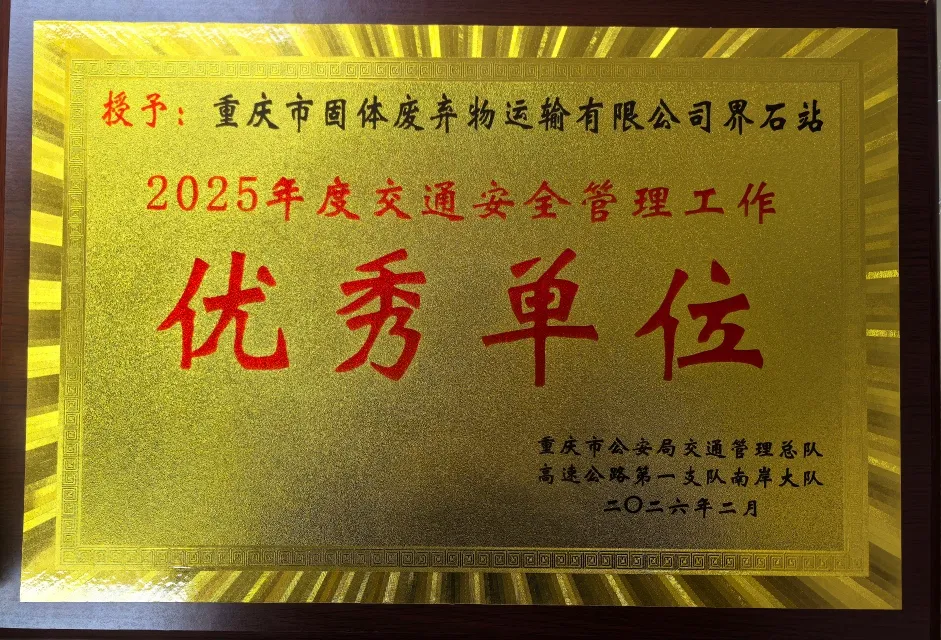 授予：重庆市固体废弃物运输有限公司界石站
2025年度交通安全管理工作
优秀单位
重庆市公安局交通管理总队
高速公路第一支队南岸大队
二〇二六年二月